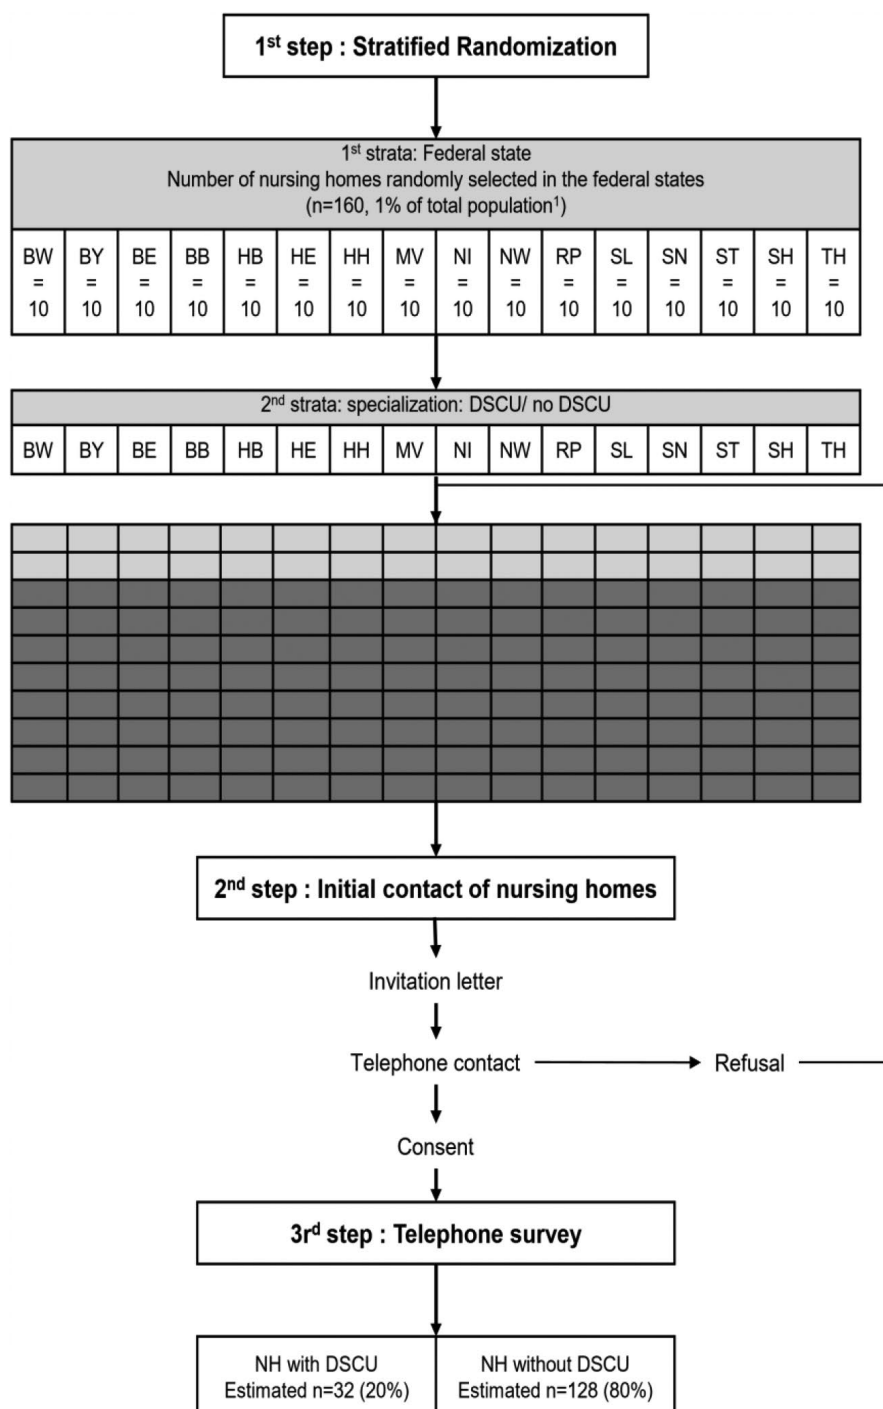 1st step : Stratified Randomization
1st strata: Federal state
Number of nursing homes randomly selected in the federal states
(n=160, 1% of total population1)
BW BY BE BB HB HE HH MV NI NW RP SL SN ST SH TH
= = = = = = = = = = = = = = = =
10 10 10 10 10 10 10 10 10 10 10 10 10 10 10 10
2nd strata: specialization: DSCU/ no DSCU
BW BY BE BB HB HE HH MV NI NW RP SL SN ST SH TH
2nd step : Initial contact of nursing homes
Invitation letter
Telephone contact
Refusal
Consent
3rd step : Telephone survey
NH with DSCU
Estimated n=32 (20%)
NH without DSCU
Estimated n=128 (80%)